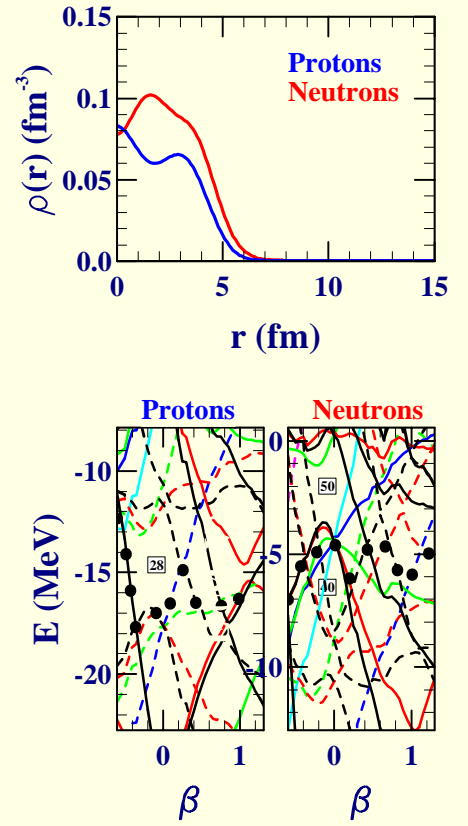 ρ(r) (fm-3)
0.15
0.1
0.05
0.0
Protons
Neutrons
0 5 10 15
r (fm)
Protons Neutrons
E (MeV)
-10
-15
-20
28
0 1
β
0
-5
-10
50
40
0 1
β